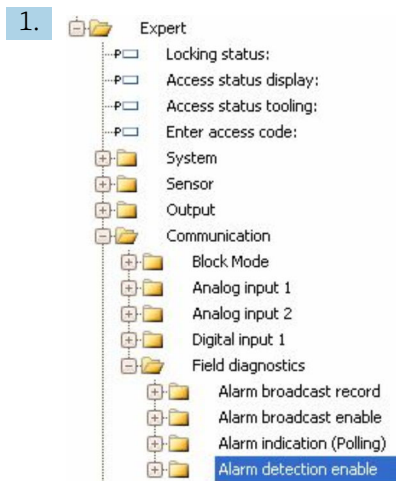 1.
Expert
Locking status:
Access status display:
Access status tooling:
Enter access code:
System
Sensor
Output
Communication
Block Mode
Analog input 1
Analog input 2
Digital input 1
Field diagnostics
Alarm broadcast record
Alarm broadcast enable
Alarm indication (Polling)
Alarm detection enable